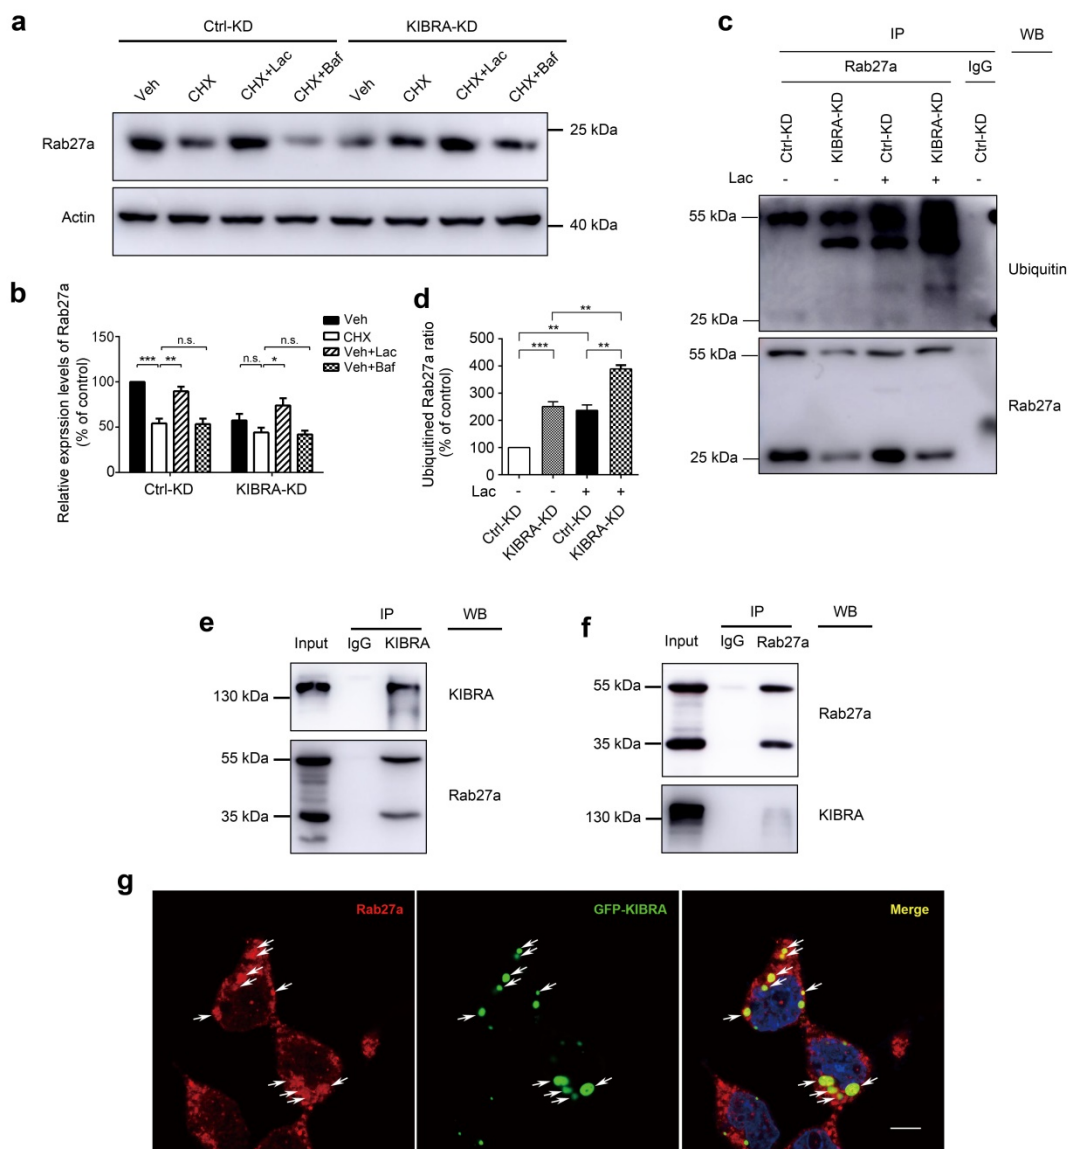 a
Ctrl-KD KIBRA-KD
Veh CHX CHX+Lac CHX+Baf Veh CHX CHX+Lac CHX+Baf
Rab27a 25 kDa
Actin 40 kDa
b
Relative exprssion levels of Rab27a
(% of control)
150
100
50
0
*** ** n.s. n.s. * n.s.
Veh
CHX
Veh+Lac
Veh+Baf
Ctrl-KD KIBRA-KD
c
IP WB
Rab27a IgG
Ctrl-KD KIBRA-KD Ctrl-KD KIBRA-KD Ctrl-KD
Lac - - + + -
55 kDa
Ubiquitin
25 kDa
55 kDa
Rab27a
25 kDa
d
Ubiquitined Rab27a ratio
(% of control)
500
400
300
200
100
0
**
**
*** **
Lac - - + +
Ctrl-KD KIBRA-KD Ctrl-KD KIBRA-KD
e
IP WB
Input IgG KIBRA
130 kDa KIBRA
55 kDa
Rab27a
35 kDa
f
IP WB
Input IgG Rab27a
55 kDa
Rab27a
35 kDa
130 kDa KIBRA
g
Rab27a GFP-KIBRA Merge